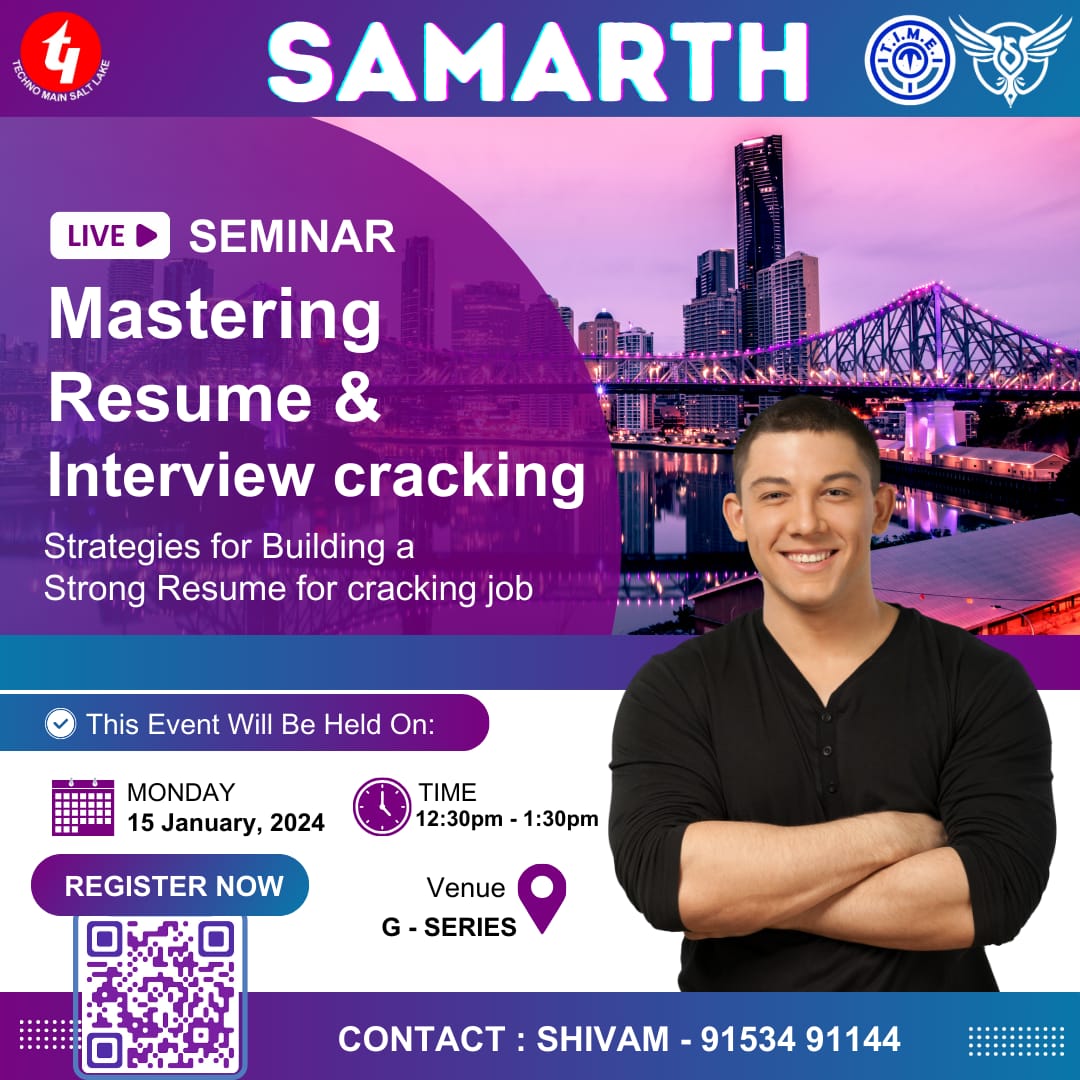 TECHNO MAIN SALT LAKE
SAMARTH
T.I.M.E.
LIVE
SEMINAR
Mastering
Resume &
Interview cracking
Strategies for Building a
Strong Resume for cracking job
This Event Will Be Held On:
MONDAY
15 January, 2024
TIME
12:30pm - 1:30pm
REGISTER NOW
Venue
G - SERIES
CONTACT : SHIVAM - 91534 91144